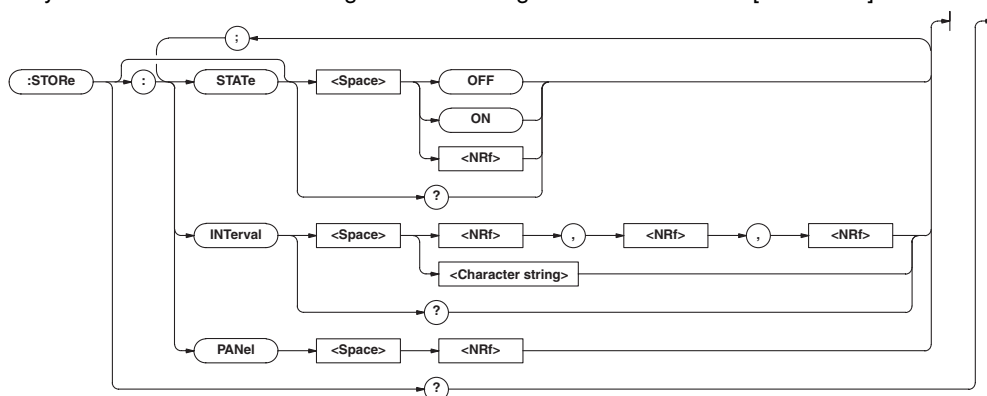 ;
:STORe : STATe <Space> OFF
ON
<NRf>
?
INTerval <Space> <NRf> , <NRf> , <NRf>
<Character string>
?
PANel <Space> <NRf>
?